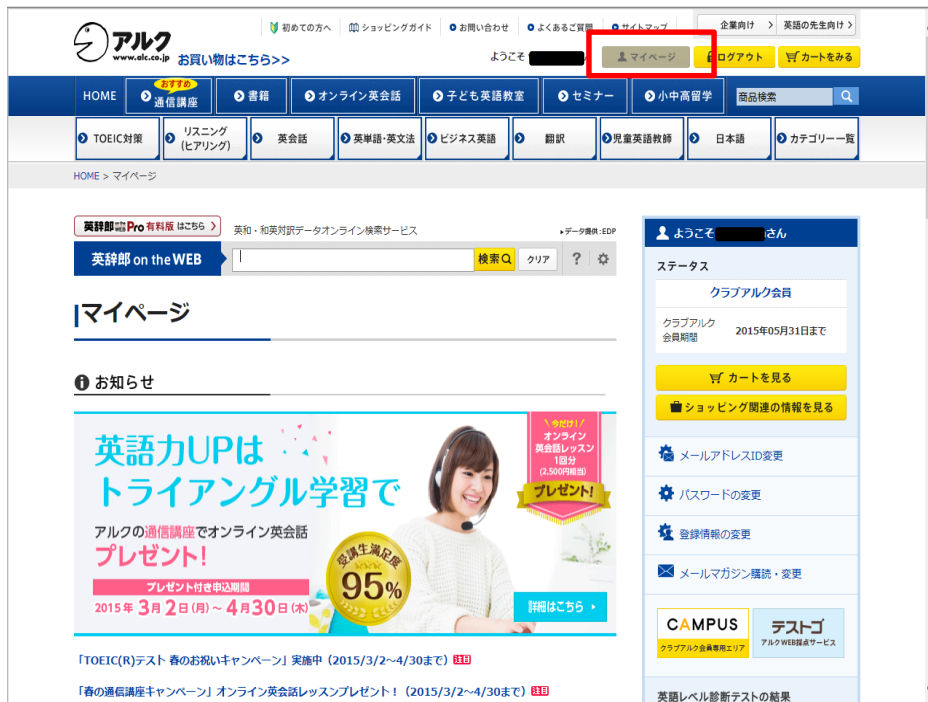 初めての方へ ショッピングガイド お問い合わせ よくあるご質問 サイトマップ 企業向け 英語の先生向け
アルク
www.alc.co.jp お買い物はこちら>>
ようこそ マイページ ログアウト カートをみる
おすすめ
HOME 通信講座 書籍 オンライン英会話 子ども英語教室 セミナー 小中高留学 商品検索
TOEIC対策 リスニング(ヒアリング) 英会話 英単語・英文法 ビジネス英語 翻訳 児童英語教師 日本語 カテゴリー一覧
HOME > マイページ
英辞郎 on the WEB Pro 有料版 はこちら 英和・和英対訳データオンライン検索サービス ▸データ提供:EDP
英辞郎 on the WEB 検索 クリア ?
マイページ
お知らせ
英語力UPは
トライアングル学習で
アルクの通信講座でオンライン英会話
プレゼント!
プレゼント付き申込期間
2015年 3月2日(月)~4月30日(木)
受講生満足度
95%
\ 今だけ! /
オンライン
英会話レッスン
1回分
(2,500円相当)
プレゼント!
詳細はこちら
「TOEIC(R)テスト 春のお祝いキャンペーン」実施中(2015/3/2~4/30まで) 注目
「春の通信講座キャンペーン」オンライン英会話レッスンプレゼント!(2015/3/2~4/30まで) 注目
ようこそ さん
ステータス
クラブアルク会員
クラブアルク
会員期間 2015年05月31日まで
カートを見る
ショッピング関連の情報を見る
メールアドレスID変更
パスワードの変更
登録情報の変更
メールマガジン購読・変更
CAMPUS
クラブアルク会員専用エリア
テストゴ
アルクWEB採点サービス
英語レベル診断テストの結果